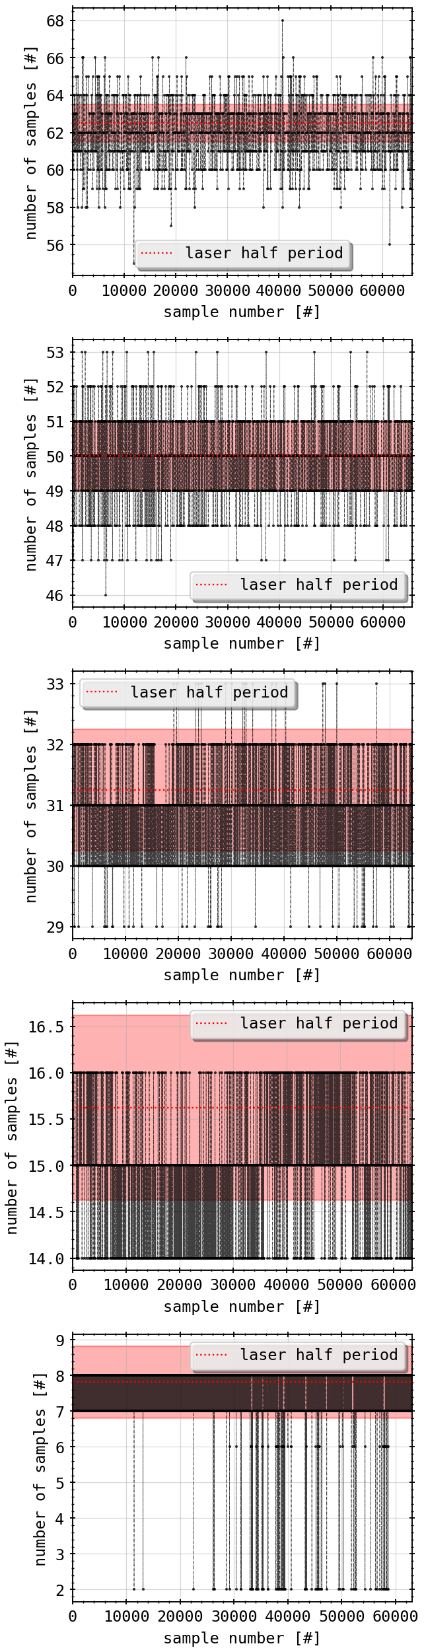 68
66
64
62
60
58
56
number of samples [#]
laser half period
0 10000 20000 30000 40000 50000 60000
sample number [#]
53
52
51
50
49
48
47
46
number of samples [#]
laser half period
0 10000 20000 30000 40000 50000 60000
sample number [#]
33
32
31
30
29
number of samples [#]
laser half period
0 10000 20000 30000 40000 50000 60000
sample number [#]
16.5
16.0
15.5
15.0
14.5
14.0
number of samples [#]
laser half period
0 10000 20000 30000 40000 50000 60000
sample number [#]
9
8
7
6
5
4
3
2
number of samples [#]
laser half period
0 10000 20000 30000 40000 50000 60000
sample number [#]